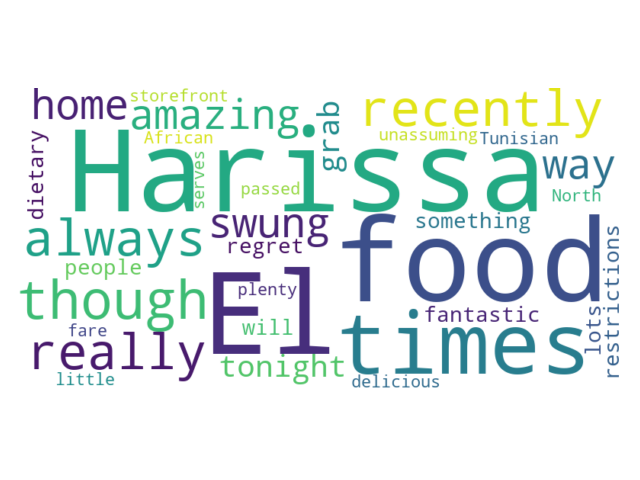 storefront
home
amazing
grab
recently
African
unassuming
Tunisian
dietary
Harissa
serves
way
passed
North
always
swung
something
food
regret
people
El
plenty
though
fantastic
restrictions
lots
fare
will
times
really
tonight
little
delicious